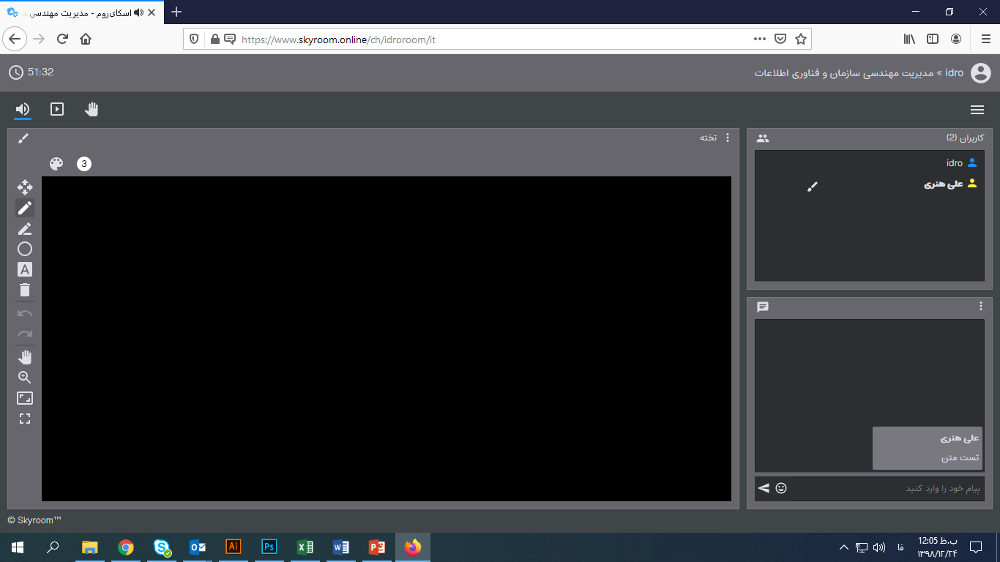 اسکای‌روم - مدیریت مهندسی س
https://www.skyroom.online/ch/idroroom/it
51:32
idro » مدیریت مهندسی سازمان و فناوری اطلاعات
تخته
3
A
کاربران (2)
idro
علی هنری
علی هنری
تست متن
پیام خود را وارد کنید
© Skyroom™
Ai
Ps
فا
12:05 ب.ظ
۱۳۹۸/۱۲/۲۴